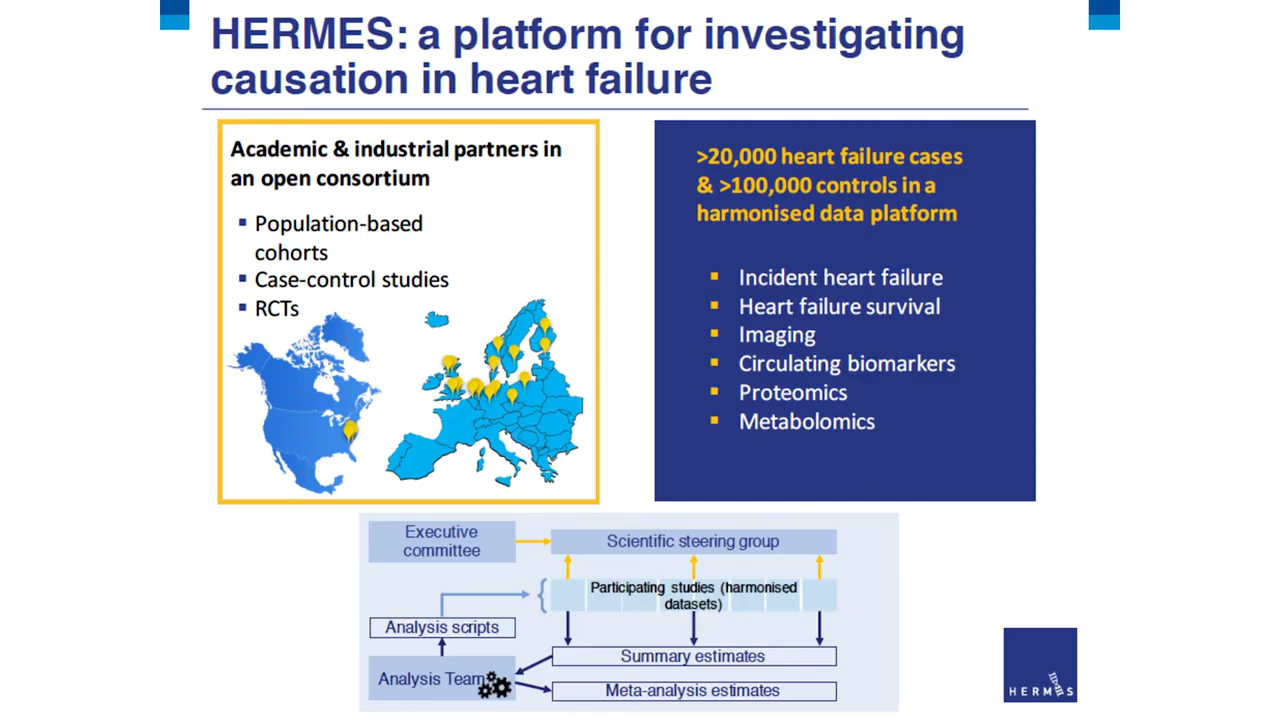 HERMES: a platform for investigating
causation in heart failure
Academic & industrial partners in
an open consortium
▪ Population-based
cohorts
▪ Case-control studies
▪ RCTs
>20,000 heart failure cases
& >100,000 controls in a
harmonised data platform
▪ Incident heart failure
▪ Heart failure survival
▪ Imaging
▪ Circulating biomarkers
▪ Proteomics
▪ Metabolomics
Executive
committee
Scientific steering group
Participating studies (harmonised
datasets)
Analysis scripts
Summary estimates
Analysis Team
Meta-analysis estimates
HERMES